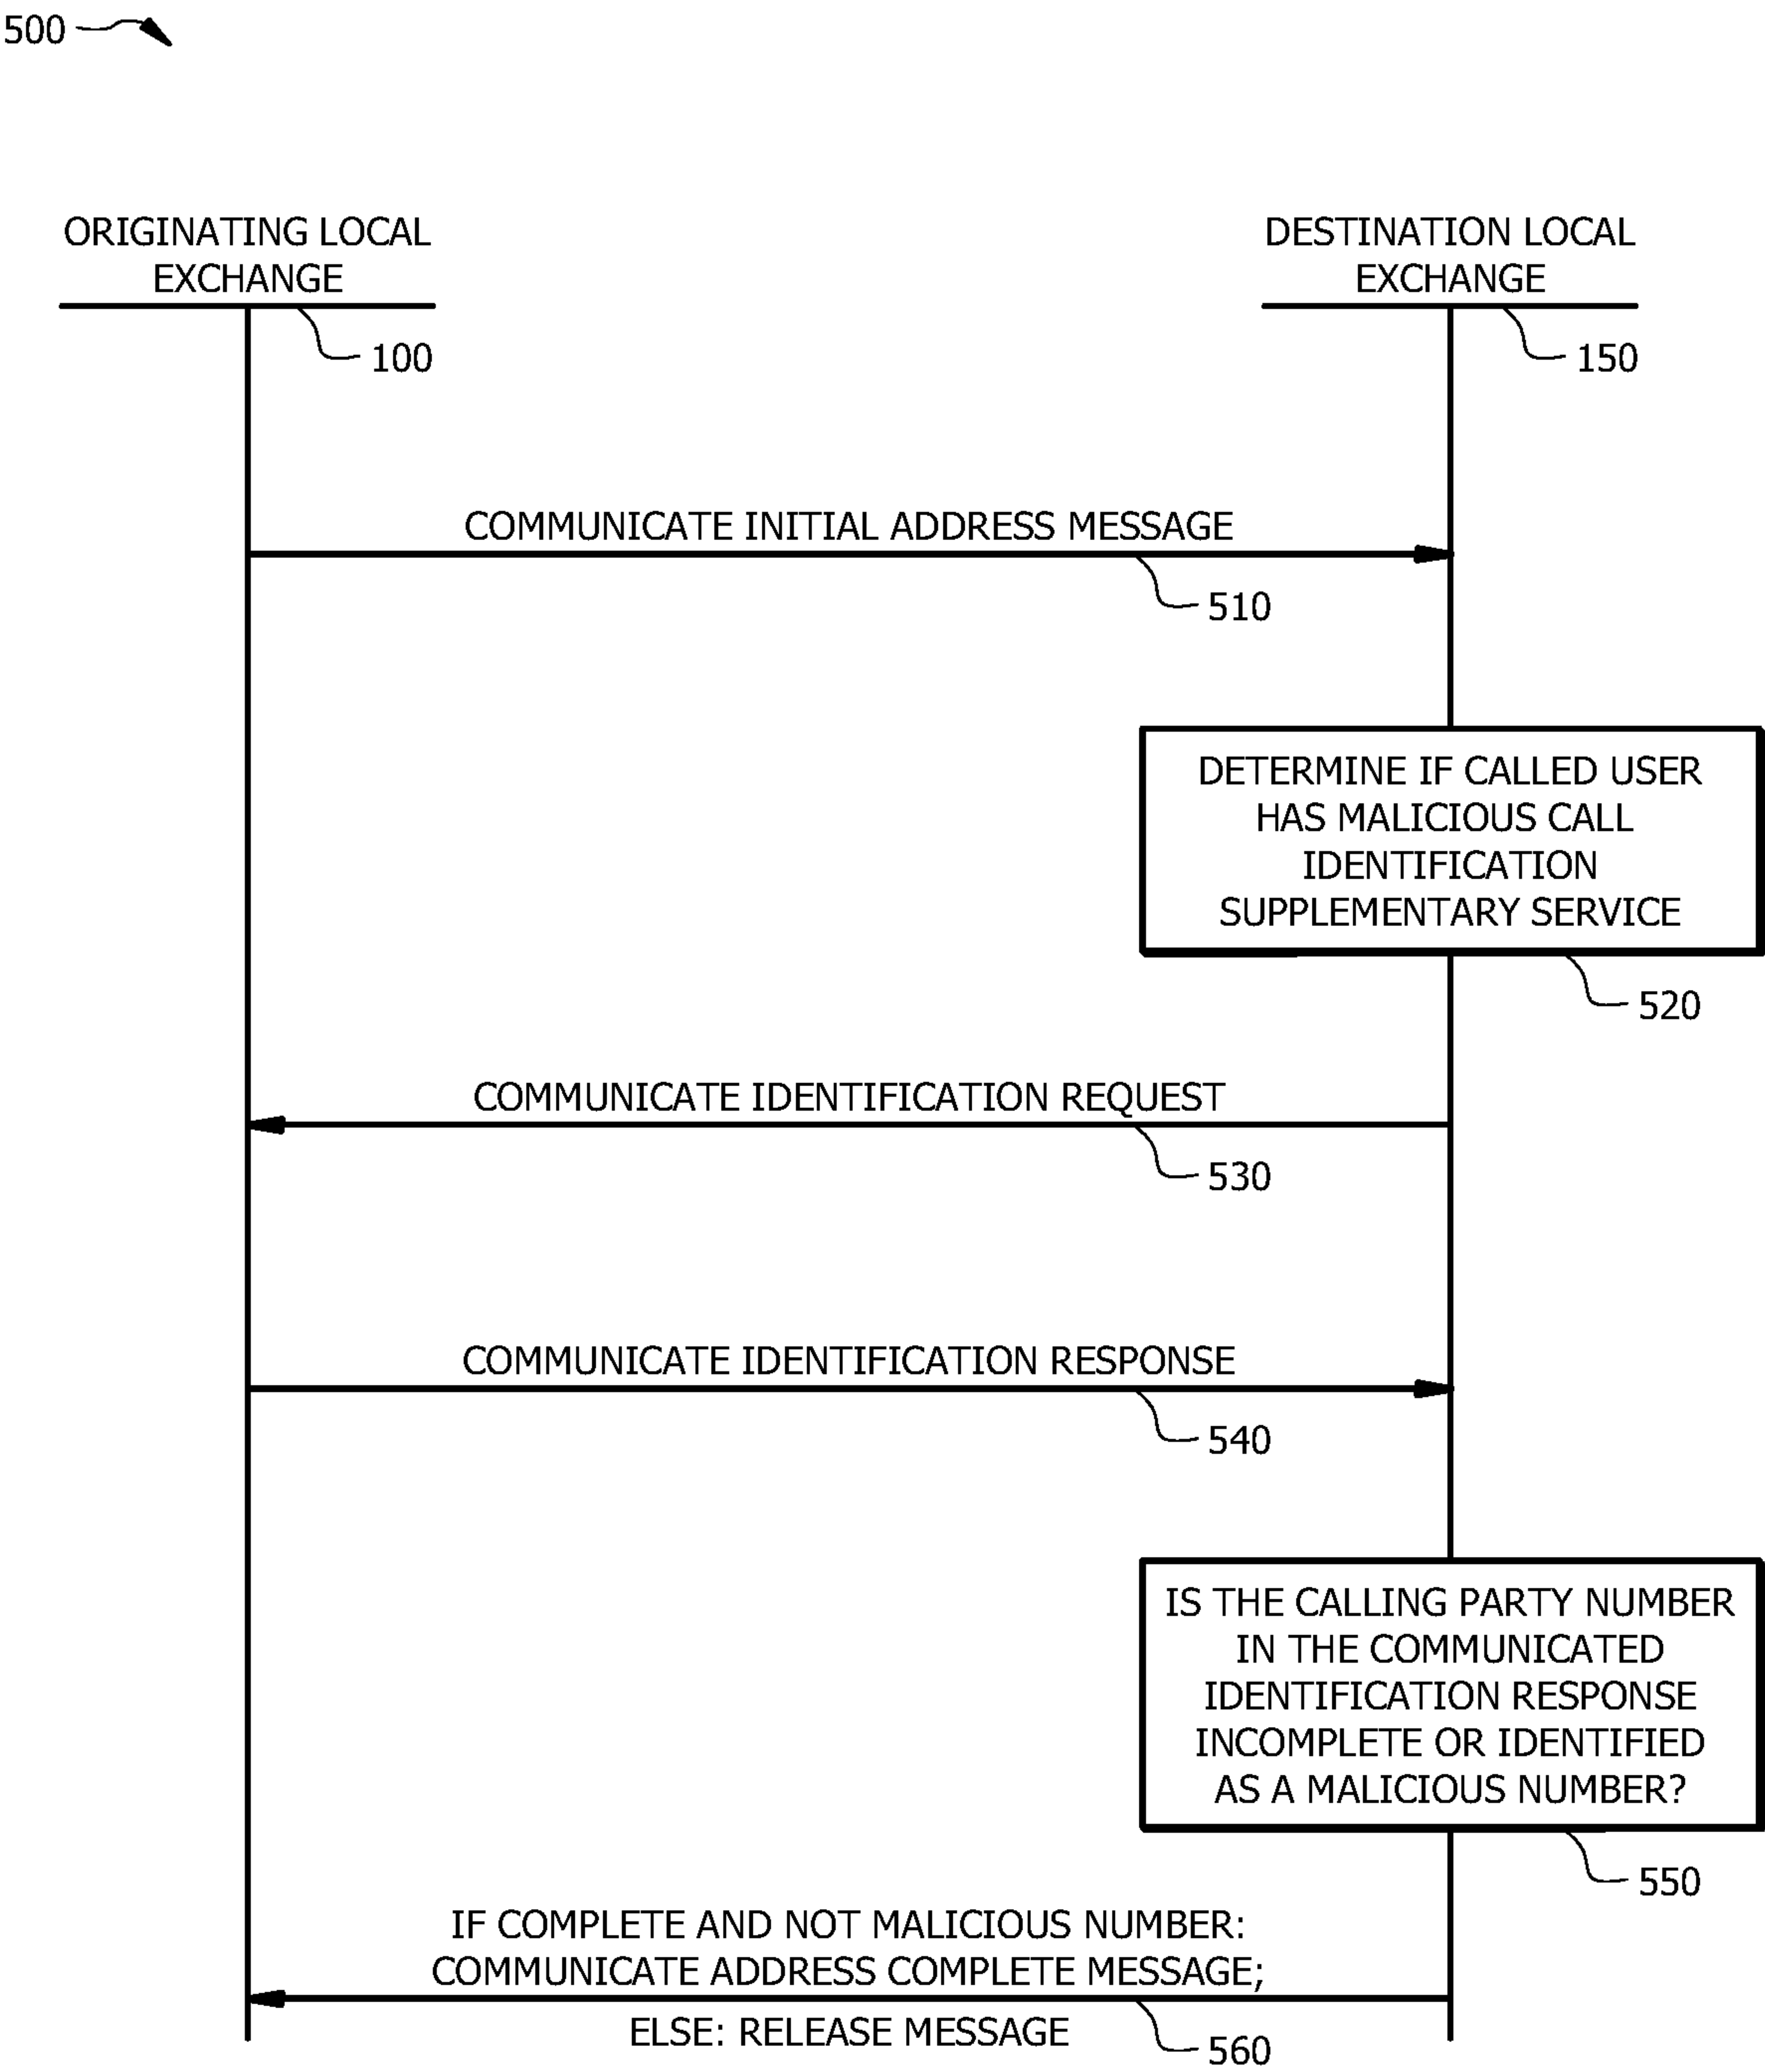 500
ORIGINATING LOCAL
EXCHANGE
100
DESTINATION LOCAL
EXCHANGE
150
COMMUNICATE INITIAL ADDRESS MESSAGE
510
DETERMINE IF CALLED USER
HAS MALICIOUS CALL
IDENTIFICATION
SUPPLEMENTARY SERVICE
520
COMMUNICATE IDENTIFICATION REQUEST
530
COMMUNICATE IDENTIFICATION RESPONSE
540
IS THE CALLING PARTY NUMBER
IN THE COMMUNICATED
IDENTIFICATION RESPONSE
INCOMPLETE OR IDENTIFIED
AS A MALICIOUS NUMBER?
550
IF COMPLETE AND NOT MALICIOUS NUMBER:
COMMUNICATE ADDRESS COMPLETE MESSAGE;
ELSE: RELEASE MESSAGE
560